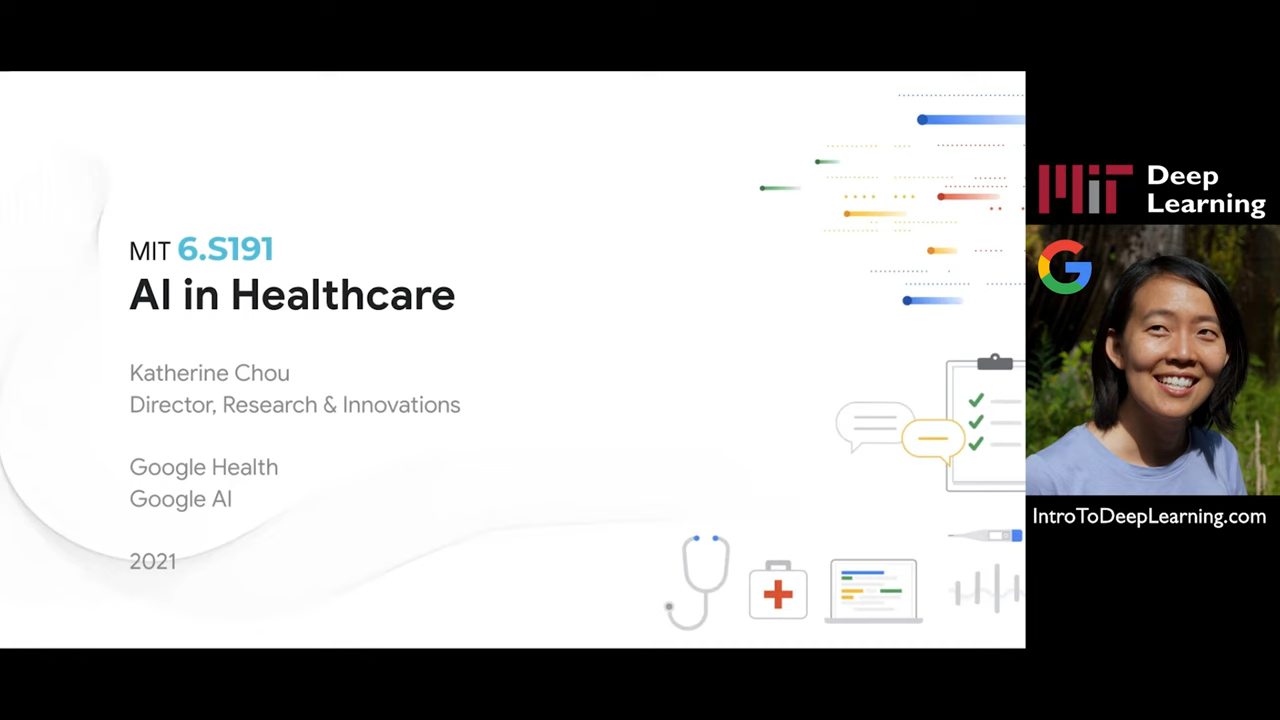 MIT 6.S191
AI in Healthcare
Katherine Chou
Director, Research & Innovations
Google Health
Google AI
2021
MIT Deep
Learning
G
IntroToDeepLearning.com